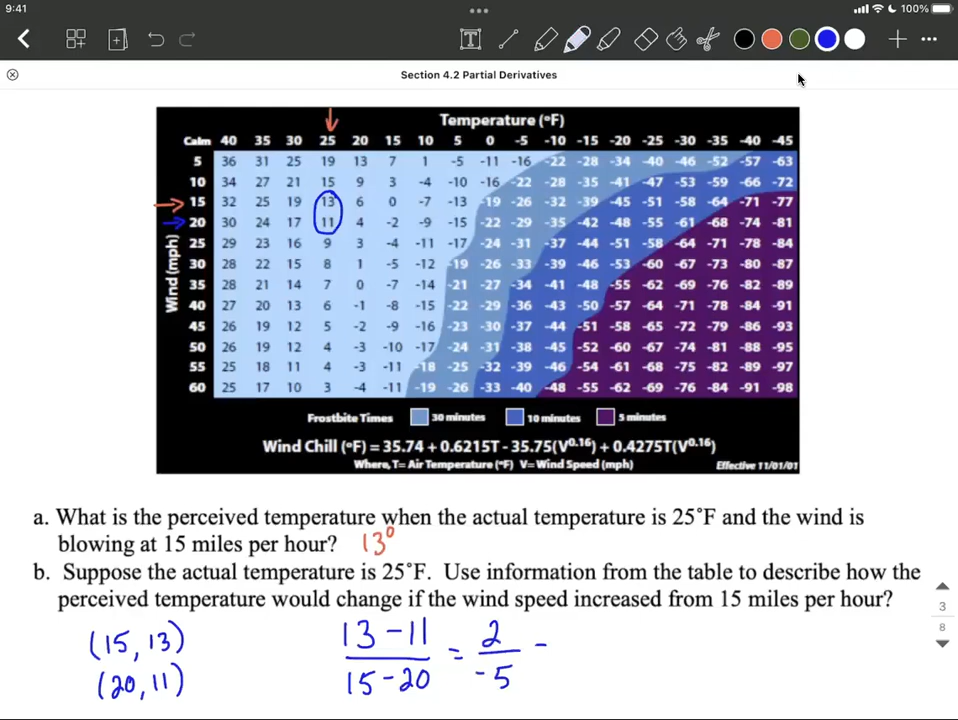 9:41
100%
Section 4.2 Partial Derivatives
Temperature (°F)
Calm 40 35 30 25 20 15 10 5 0 -5 -10 -15 -20 -25 -30 -35 -40 -45
5 36 31 25 19 13 7 1 -5 -11 -16 -22 -28 -34 -40 -46 -52 -57 -63
10 34 27 21 15 9 3 -4 -10 -16 -22 -28 -35 -41 -47 -53 -59 -66 -72
15 32 25 19 13 6 0 -7 -13 -19 -26 -32 -39 -45 -51 -58 -64 -71 -77
20 30 24 17 11 4 -2 -9 -15 -22 -29 -35 -42 -48 -55 -61 -68 -74 -81
25 29 23 16 9 3 -4 -11 -17 -24 -31 -37 -44 -51 -58 -64 -71 -78 -84
30 28 22 15 8 1 -5 -12 -19 -26 -33 -39 -46 -53 -60 -67 -73 -80 -87
35 28 21 14 7 0 -7 -14 -21 -27 -34 -41 -48 -55 -62 -69 -76 -82 -89
40 27 20 13 6 -1 -8 -15 -22 -29 -36 -43 -50 -57 -64 -71 -78 -84 -91
45 26 19 12 5 -2 -9 -16 -23 -30 -37 -44 -51 -58 -65 -72 -79 -86 -93
50 26 19 12 4 -3 -10 -17 -24 -31 -38 -45 -52 -60 -67 -74 -81 -88 -95
55 25 18 11 4 -3 -11 -18 -25 -32 -39 -46 -54 -61 -68 -75 -82 -89 -97
60 25 17 10 3 -4 -11 -19 -26 -33 -40 -48 -55 -62 -69 -76 -84 -91 -98
Wind (mph)
Frostbite Times 30 minutes 10 minutes 5 minutes
Wind Chill (°F) = 35.74 + 0.6215T - 35.75(V^0.16) + 0.4275T(V^0.16)
Where, T= Air Temperature (°F) V=Wind Speed (mph) Effective 11/01/01
a. What is the perceived temperature when the actual temperature is 25˚F and the wind is
blowing at 15 miles per hour? 13°
b. Suppose the actual temperature is 25˚F. Use information from the table to describe how the
perceived temperature would change if the wind speed increased from 15 miles per hour?
(15, 13)
(20, 11)
13 - 11 / 15 - 20 = 2 / -5 -
3
8